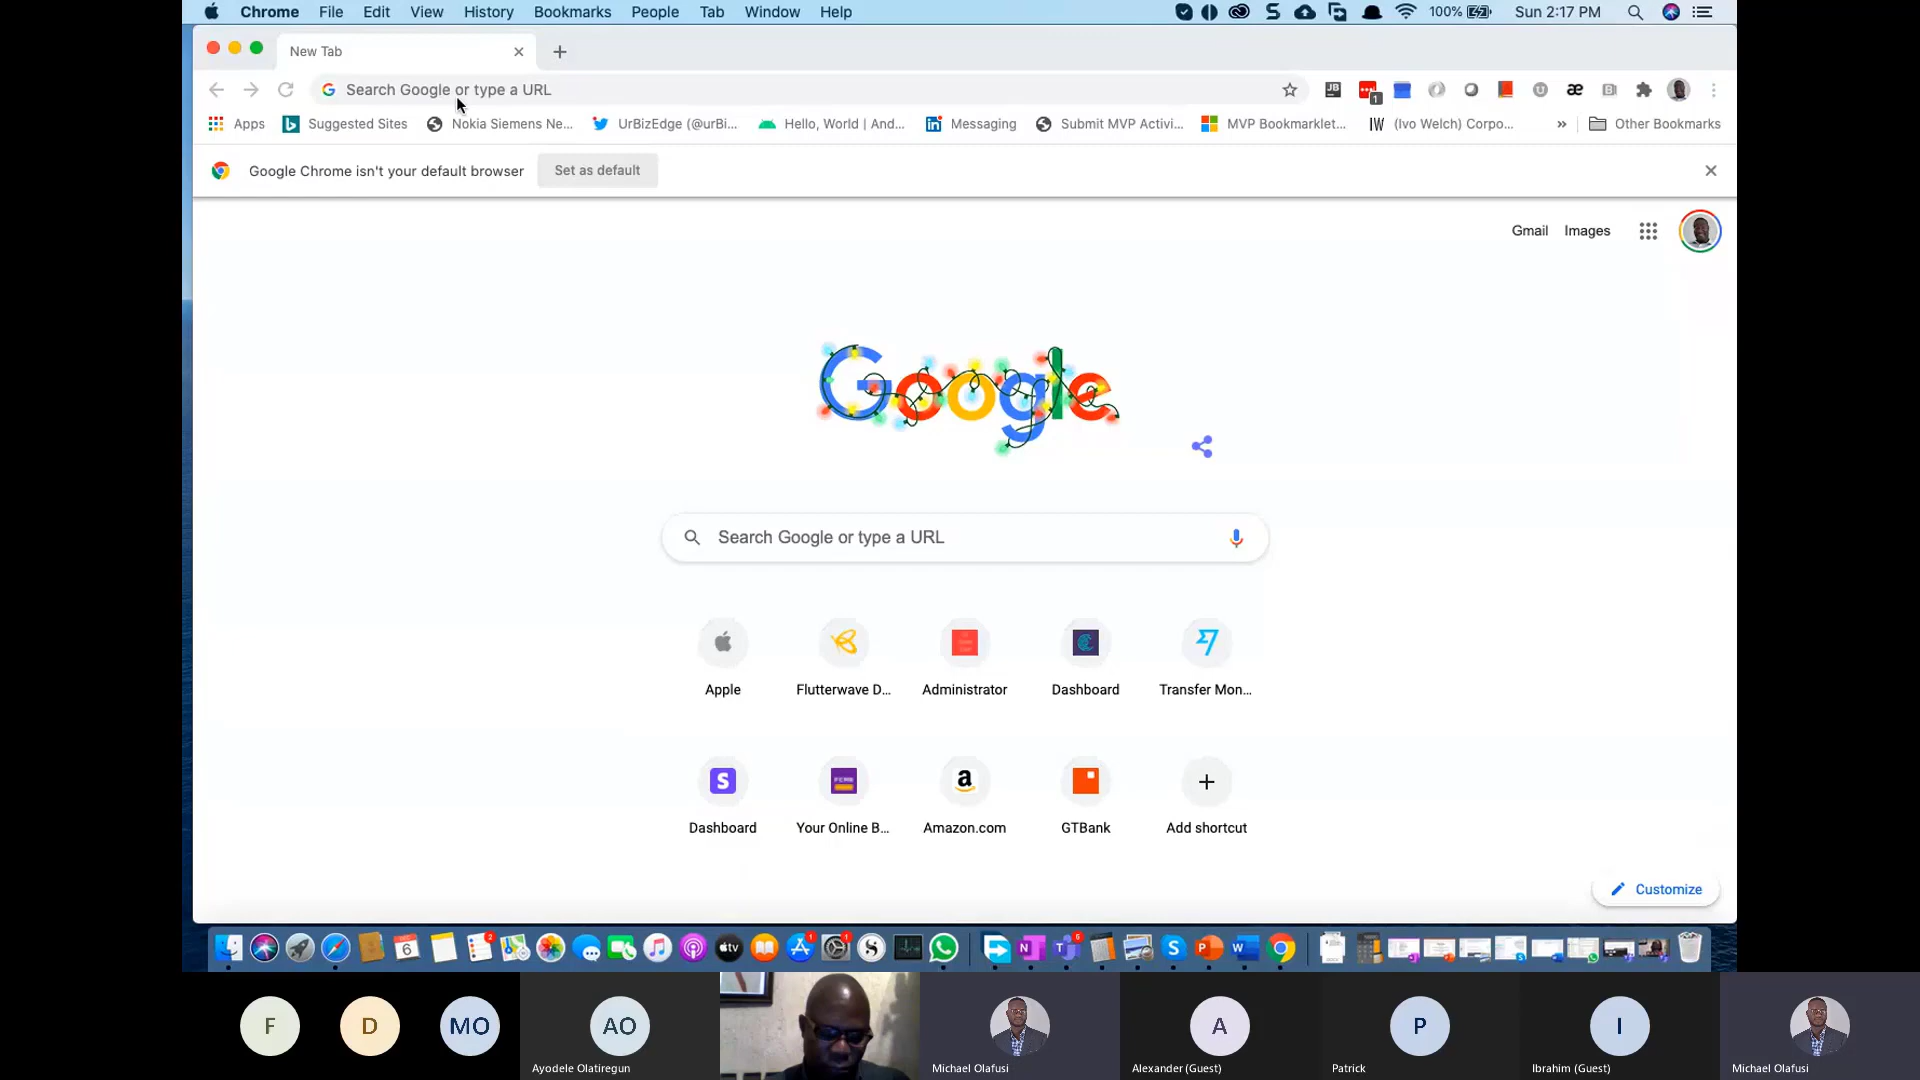 Chrome File Edit View History Bookmarks People Tab Window Help 100% Sun 2:17 PM
New Tab
Search Google or type a URL
Apps Suggested Sites Nokia Siemens Ne... UrBizEdge (@urBi... Hello, World | And... Messaging Submit MVP Activi... MVP Bookmarklet... IW (Ivo Welch) Corpo... » Other Bookmarks
Google Chrome isn't your default browser Set as default
Gmail Images
Google
Search Google or type a URL
Apple Flutterwave D... Administrator Dashboard Transfer Mon...
Dashboard Your Online B... Amazon.com GTBank Add shortcut
Customize
F D MO AO A P I
Ayodele Olatiregun Michael Olafusi Alexander (Guest) Patrick Ibrahim (Guest) Michael Olafusi